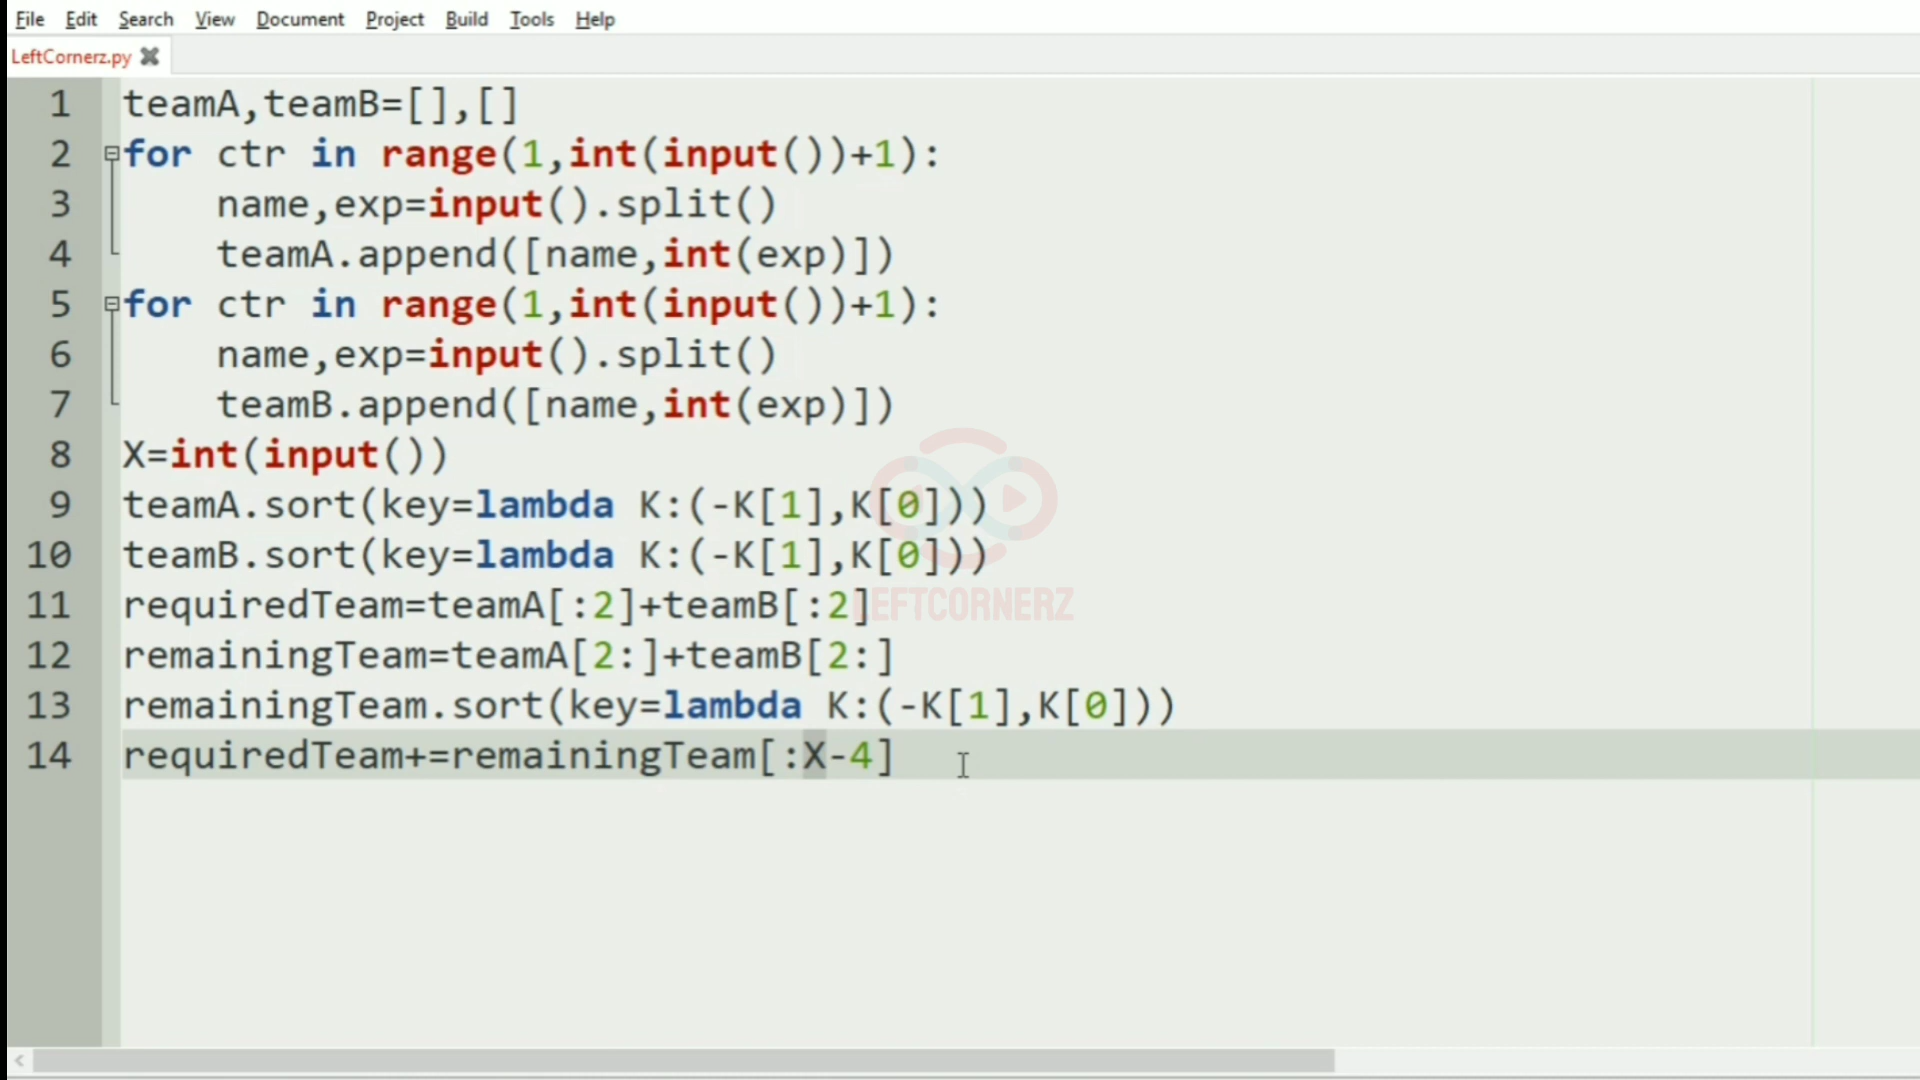 File Edit Search View Document Project Build Tools Help
LeftCornerz.py
1 teamA,teamB=[],[]
2 for ctr in range(1,int(input())+1):
3     name,exp=input().split()
4     teamA.append([name,int(exp)])
5 for ctr in range(1,int(input())+1):
6     name,exp=input().split()
7     teamB.append([name,int(exp)])
8 X=int(input())
9 teamA.sort(key=lambda K:(-K[1],K[0]))
10 teamB.sort(key=lambda K:(-K[1],K[0]))
11 requiredTeam=teamA[:2]+teamB[:2]
LEFTCORNERZ
12 remainingTeam=teamA[2:]+teamB[2:]
13 remainingTeam.sort(key=lambda K:(-K[1],K[0]))
14 requiredTeam+=remainingTeam[:X-4]